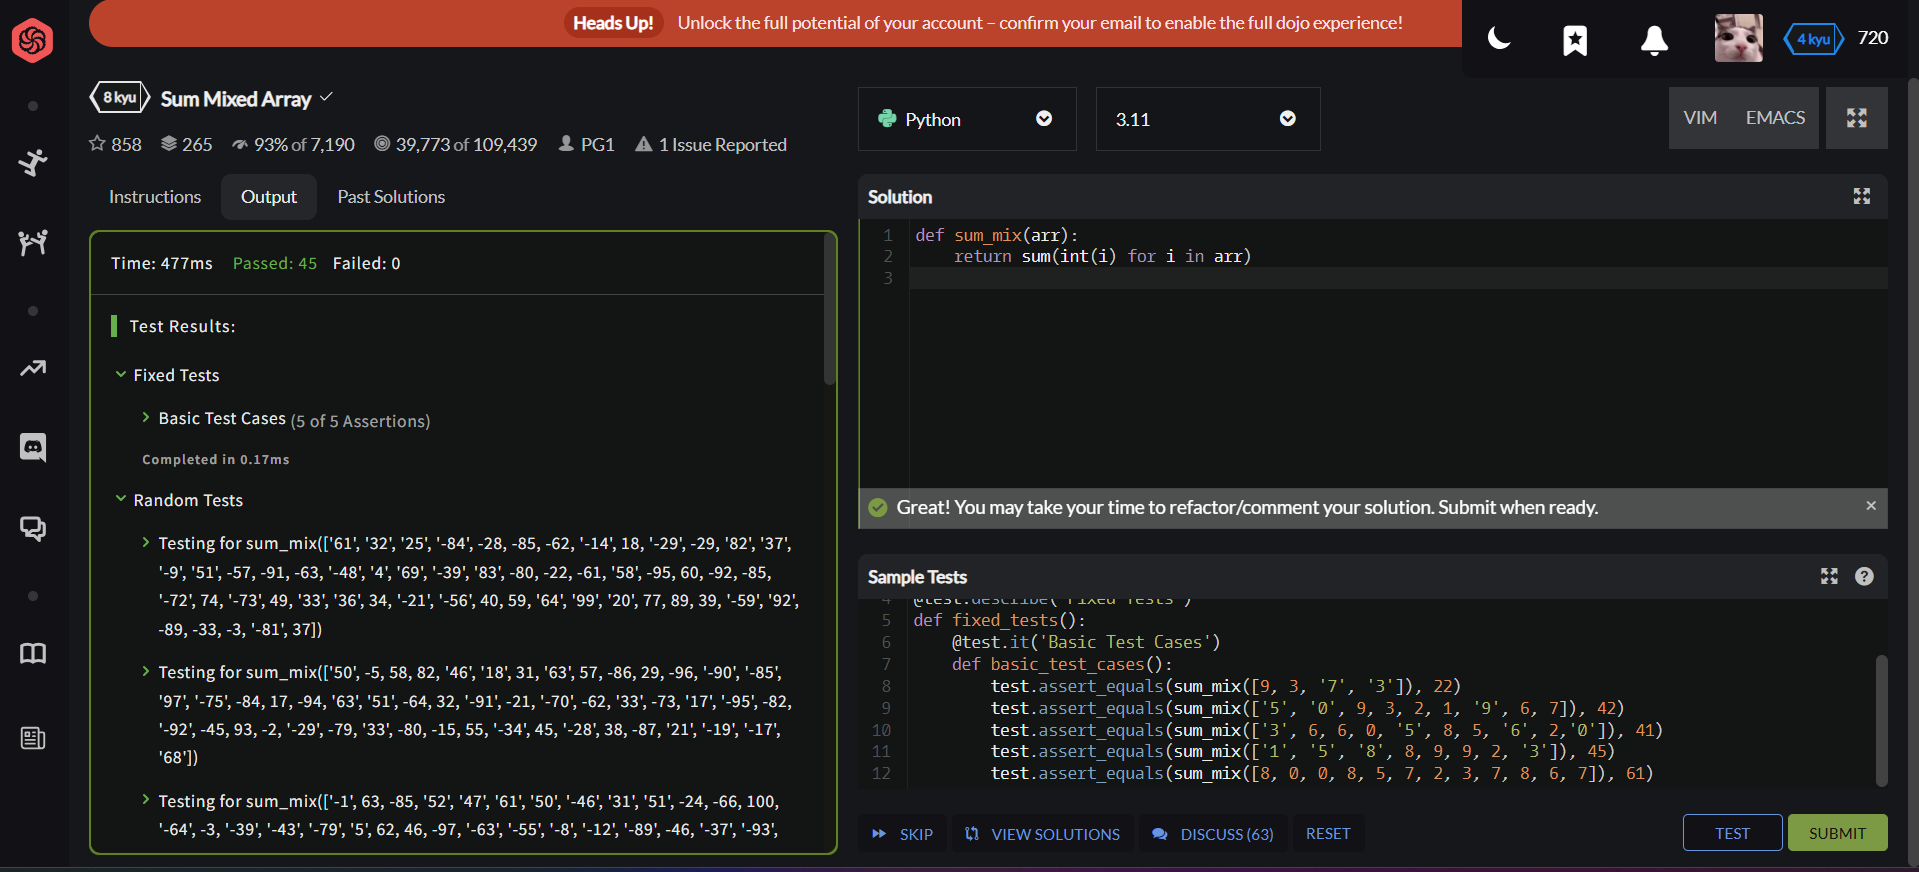 Heads Up! Unlock the full potential of your account – confirm your email to enable the full dojo experience!
4 kyu 720
8 kyu Sum Mixed Array
858 265 93% of 7,190 39,773 of 109,439 PG1 1 Issue Reported
Python 3.11 VIM EMACS
Instructions Output Past Solutions
Time: 477ms Passed: 45 Failed: 0
Test Results:
Fixed Tests
Basic Test Cases (5 of 5 Assertions)
Completed in 0.17ms
Random Tests
Testing for sum_mix(['61', '32', '25', '-84', -28, -85, -62, '-14', 18, '-29', -29, '82', '37',
'-9', '51', -57, -91, -63, '-48', '4', '69', '-39', '83', -80, -22, -61, '58', -95, 60, -92, -85,
'-72', 74, '-73', 49, '33', '36', 34, '-21', '-56', 40, 59, '64', '99', '20', 77, 89, 39, '-59', '92',
-89, -33, -3, '-81', 37])
Testing for sum_mix(['50', -5, 58, 82, '46', '18', 31, '63', 57, -86, 29, -96, '-90', '-85',
'97', '-75', -84, 17, -94, '63', '51', -64, 32, '-91', -21, '-70', -62, '33', -73, '17', '-95', -82,
'-92', -45, 93, -2, '-29', -79, '33', -80, -15, 55, '-34', 45, '-28', 38, -87, '21', '-19', '-17',
'68'])
Testing for sum_mix(['-1', 63, -85, '52', '47', '61', '50', '-46', '31', '51', -24, -66, 100,
'-64', -3, '-39', '-43', '-79', '5', 62, 46, -97, '-63', '-55', '-8', '-12', '-89', -46, '-37', '-93',
Solution
1 def sum_mix(arr):
2 return sum(int(i) for i in arr)
3
Great! You may take your time to refactor/comment your solution. Submit when ready.
Sample Tests
4 @test.describe('Fixed Tests')
5 def fixed_tests():
6 @test.it('Basic Test Cases')
7 def basic_test_cases():
8 test.assert_equals(sum_mix([9, 3, '7', '3']), 22)
9 test.assert_equals(sum_mix(['5', '0', 9, 3, 2, 1, '9', 6, 7]), 42)
10 test.assert_equals(sum_mix(['3', 6, 6, 0, '5', 8, 5, '6', 2,'0']), 41)
11 test.assert_equals(sum_mix(['1', '5', '8', 8, 9, 9, 2, '3']), 45)
12 test.assert_equals(sum_mix([8, 0, 0, 8, 5, 7, 2, 3, 7, 8, 6, 7]), 61)
SKIP VIEW SOLUTIONS DISCUSS (63) RESET TEST SUBMIT